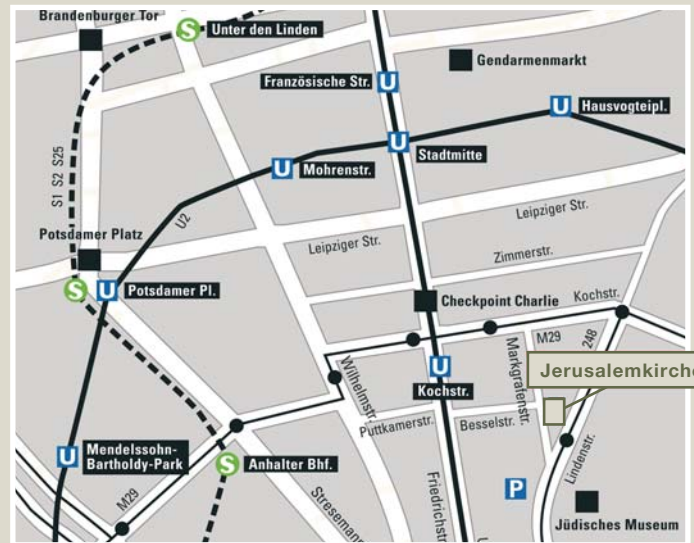 Brandenburger Tor
S
Unter den Linden
Gendarmenmarkt
Französische Str.
U
U
Hausvogteipl.
U
Stadtmitte
U
Mohrenstr.
S1 S2 S25
U2
Leipziger Str.
Leipziger Str.
Potsdamer Platz
Zimmerstr.
S
U
Potsdamer Pl.
Checkpoint Charlie
Kochstr.
M29
248
Wilhelmstr.
U
Kochstr.
Markgrafenstr.
Jerusalemkirche
Puttkamerstr.
Besselstr.
U
Mendelssohn-
Bartholdy-Park
S
Anhalter Bhf.
M29
Stresemann
Friedrichstr
U
P
Lindenstr.
Jüdisches Museum